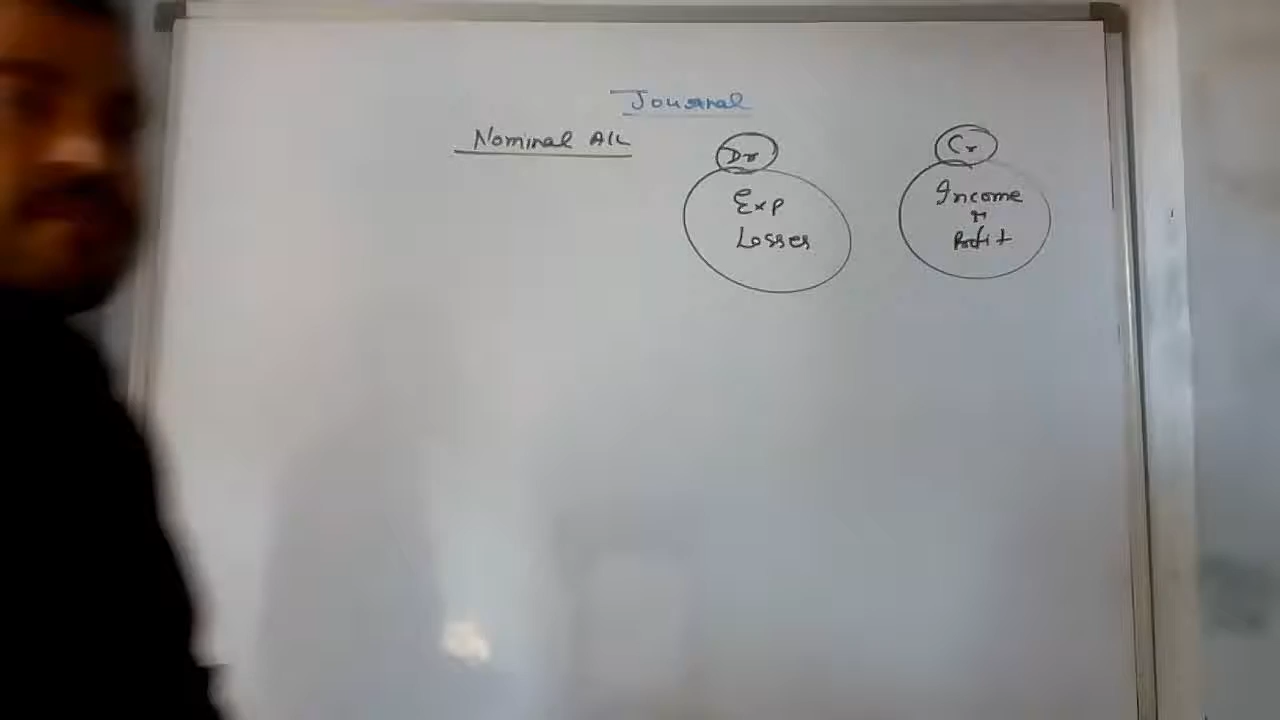 Journal
Nominal A/c
Dr
Exp
Losses
Cr
Income
Profit